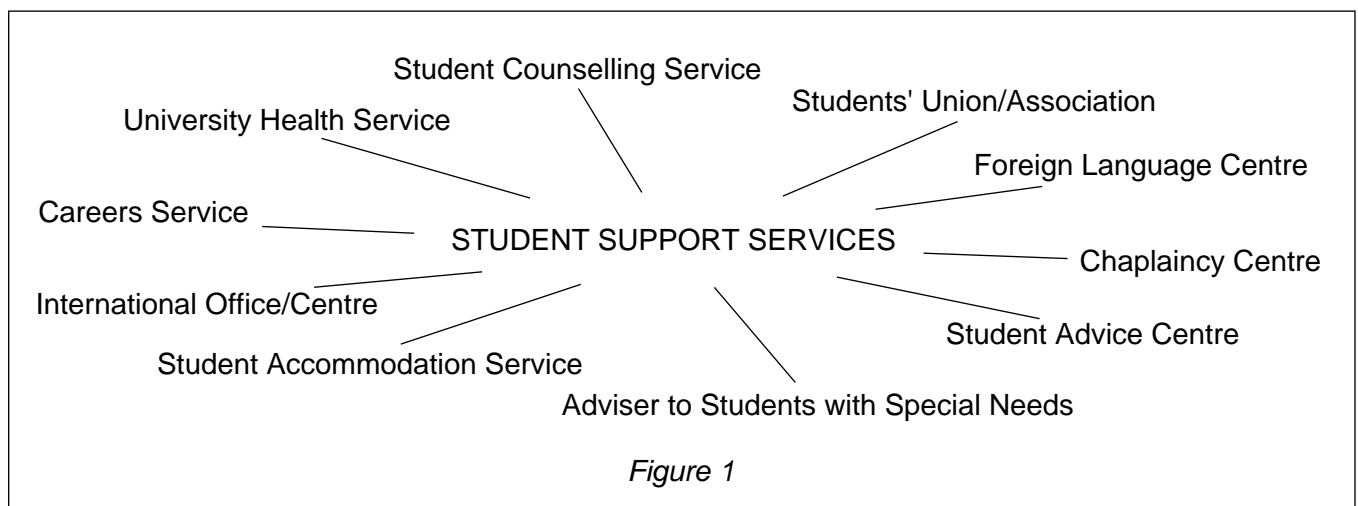 Student Counselling Service
Students' Union/Association
University Health Service
Foreign Language Centre
Careers Service
STUDENT SUPPORT SERVICES
Chaplaincy Centre
International Office/Centre
Student Advice Centre
Student Accommodation Service
Adviser to Students with Special Needs
Figure 1